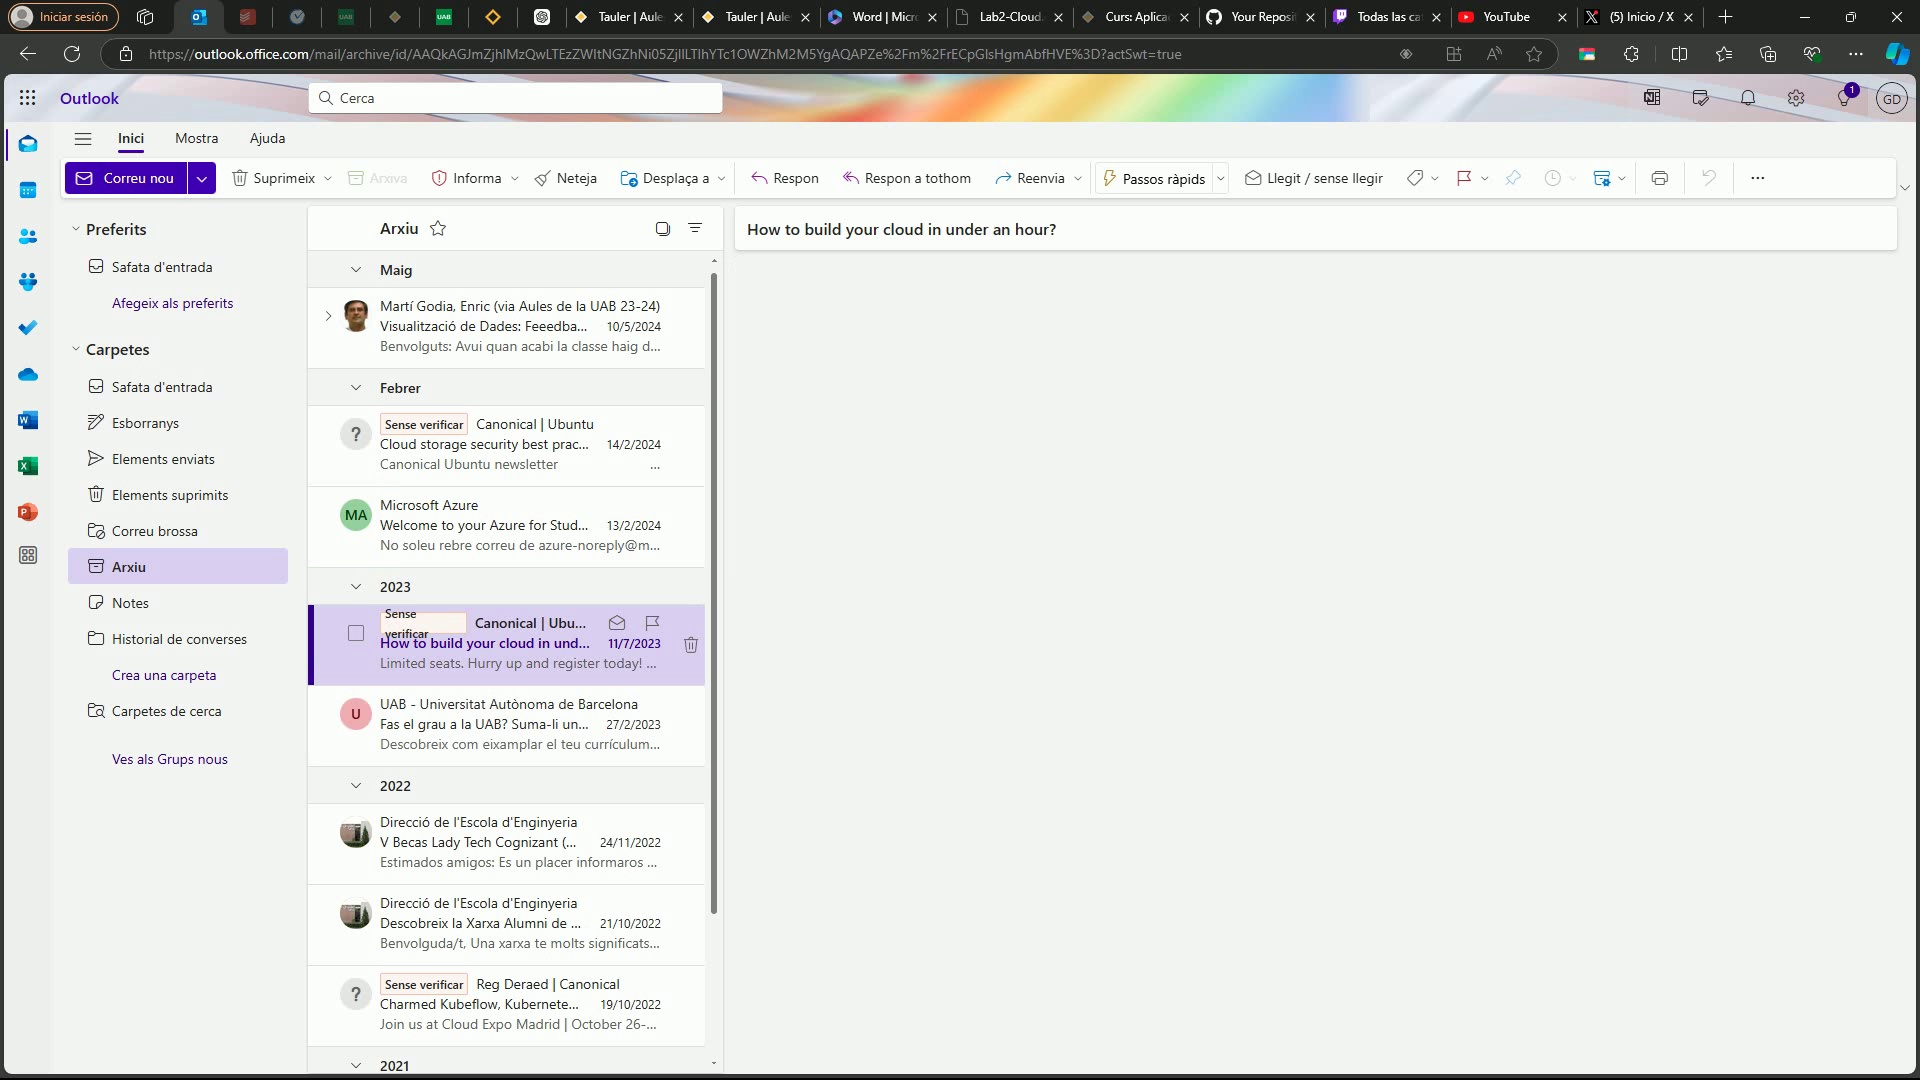 Iniciar sesión
Tauler | Aule
Tauler | Aule
Word | Micr
Lab2-Cloud
Curs: Aplica
Your Reposit
Todas las ca
YouTube
(5) Inicio / X
https://outlook.office.com/mail/archive/id/AAQkAGJmZjhlMzQwLTEzZWItNGZhNi05ZjllLTlhYTc1OWZhM2M5YgAQAPZe%2Fm%2FrECpGlsHgmAbfHVE%3D?actSwt=true
Outlook
Cerca
1
GD
Inici
Mostra
Ajuda
Correu nou
Suprimeix
Arxiva
Informa
Neteja
Desplaça a
Respon
Respon a tothom
Reenvia
Passos ràpids
Llegit / sense llegir
Preferits
Safata d'entrada
Afegeix als preferits
Carpetes
Safata d'entrada
Esborranys
Elements enviats
Elements suprimits
Correu brossa
Arxiu
Notes
Historial de converses
Crea una carpeta
Carpetes de cerca
Ves als Grups nous
Arxiu
Maig
Martí Godia, Enric (via Aules de la UAB 23-24)
Visualització de Dades: Feeedba... 10/5/2024
Benvolguts: Avui quan acabi la classe haig d...
Febrer
? Sense verificar Canonical | Ubuntu
Cloud storage security best prac... 14/2/2024
Canonical Ubuntu newsletter ...
MA Microsoft Azure
Welcome to your Azure for Stud... 13/2/2024
No soleu rebre correu de azure-noreply@m...
2023
Sense verificar Canonical | Ubu...
How to build your cloud in und... 11/7/2023
Limited seats. Hurry up and register today! ...
U UAB - Universitat Autònoma de Barcelona
Fas el grau a la UAB? Suma-li un... 27/2/2023
Descobreix com eixamplar el teu currículum...
2022
Direcció de l'Escola d'Enginyeria
V Becas Lady Tech Cognizant (... 24/11/2022
Estimados amigos: Es un placer informaros ...
Direcció de l'Escola d'Enginyeria
Descobreix la Xarxa Alumni de ... 21/10/2022
Benvolguda/t, Una xarxa te molts significats...
? Sense verificar Reg Deraed | Canonical
Charmed Kubeflow, Kubernete... 19/10/2022
Join us at Cloud Expo Madrid | October 26-...
2021
How to build your cloud in under an hour?